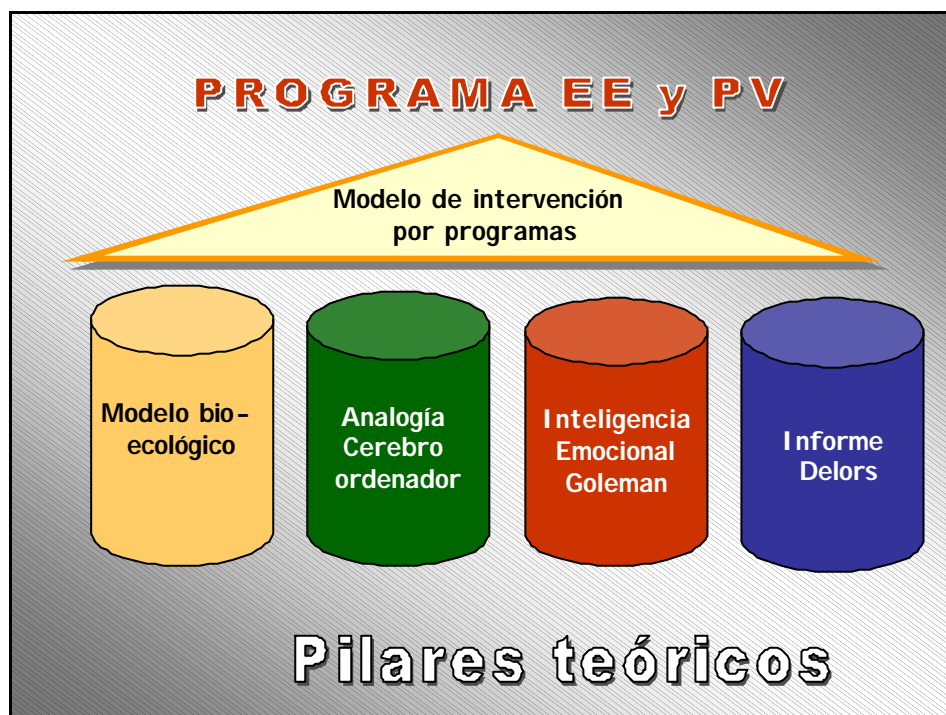 PROGRAMA EE y PV
Modelo de intervención
por programas
Modelo bio-
ecológico
Analogía
Cerebro
ordenador
Inteligencia
Emocional
Goleman
Informe
Delors
Pilares teóricos